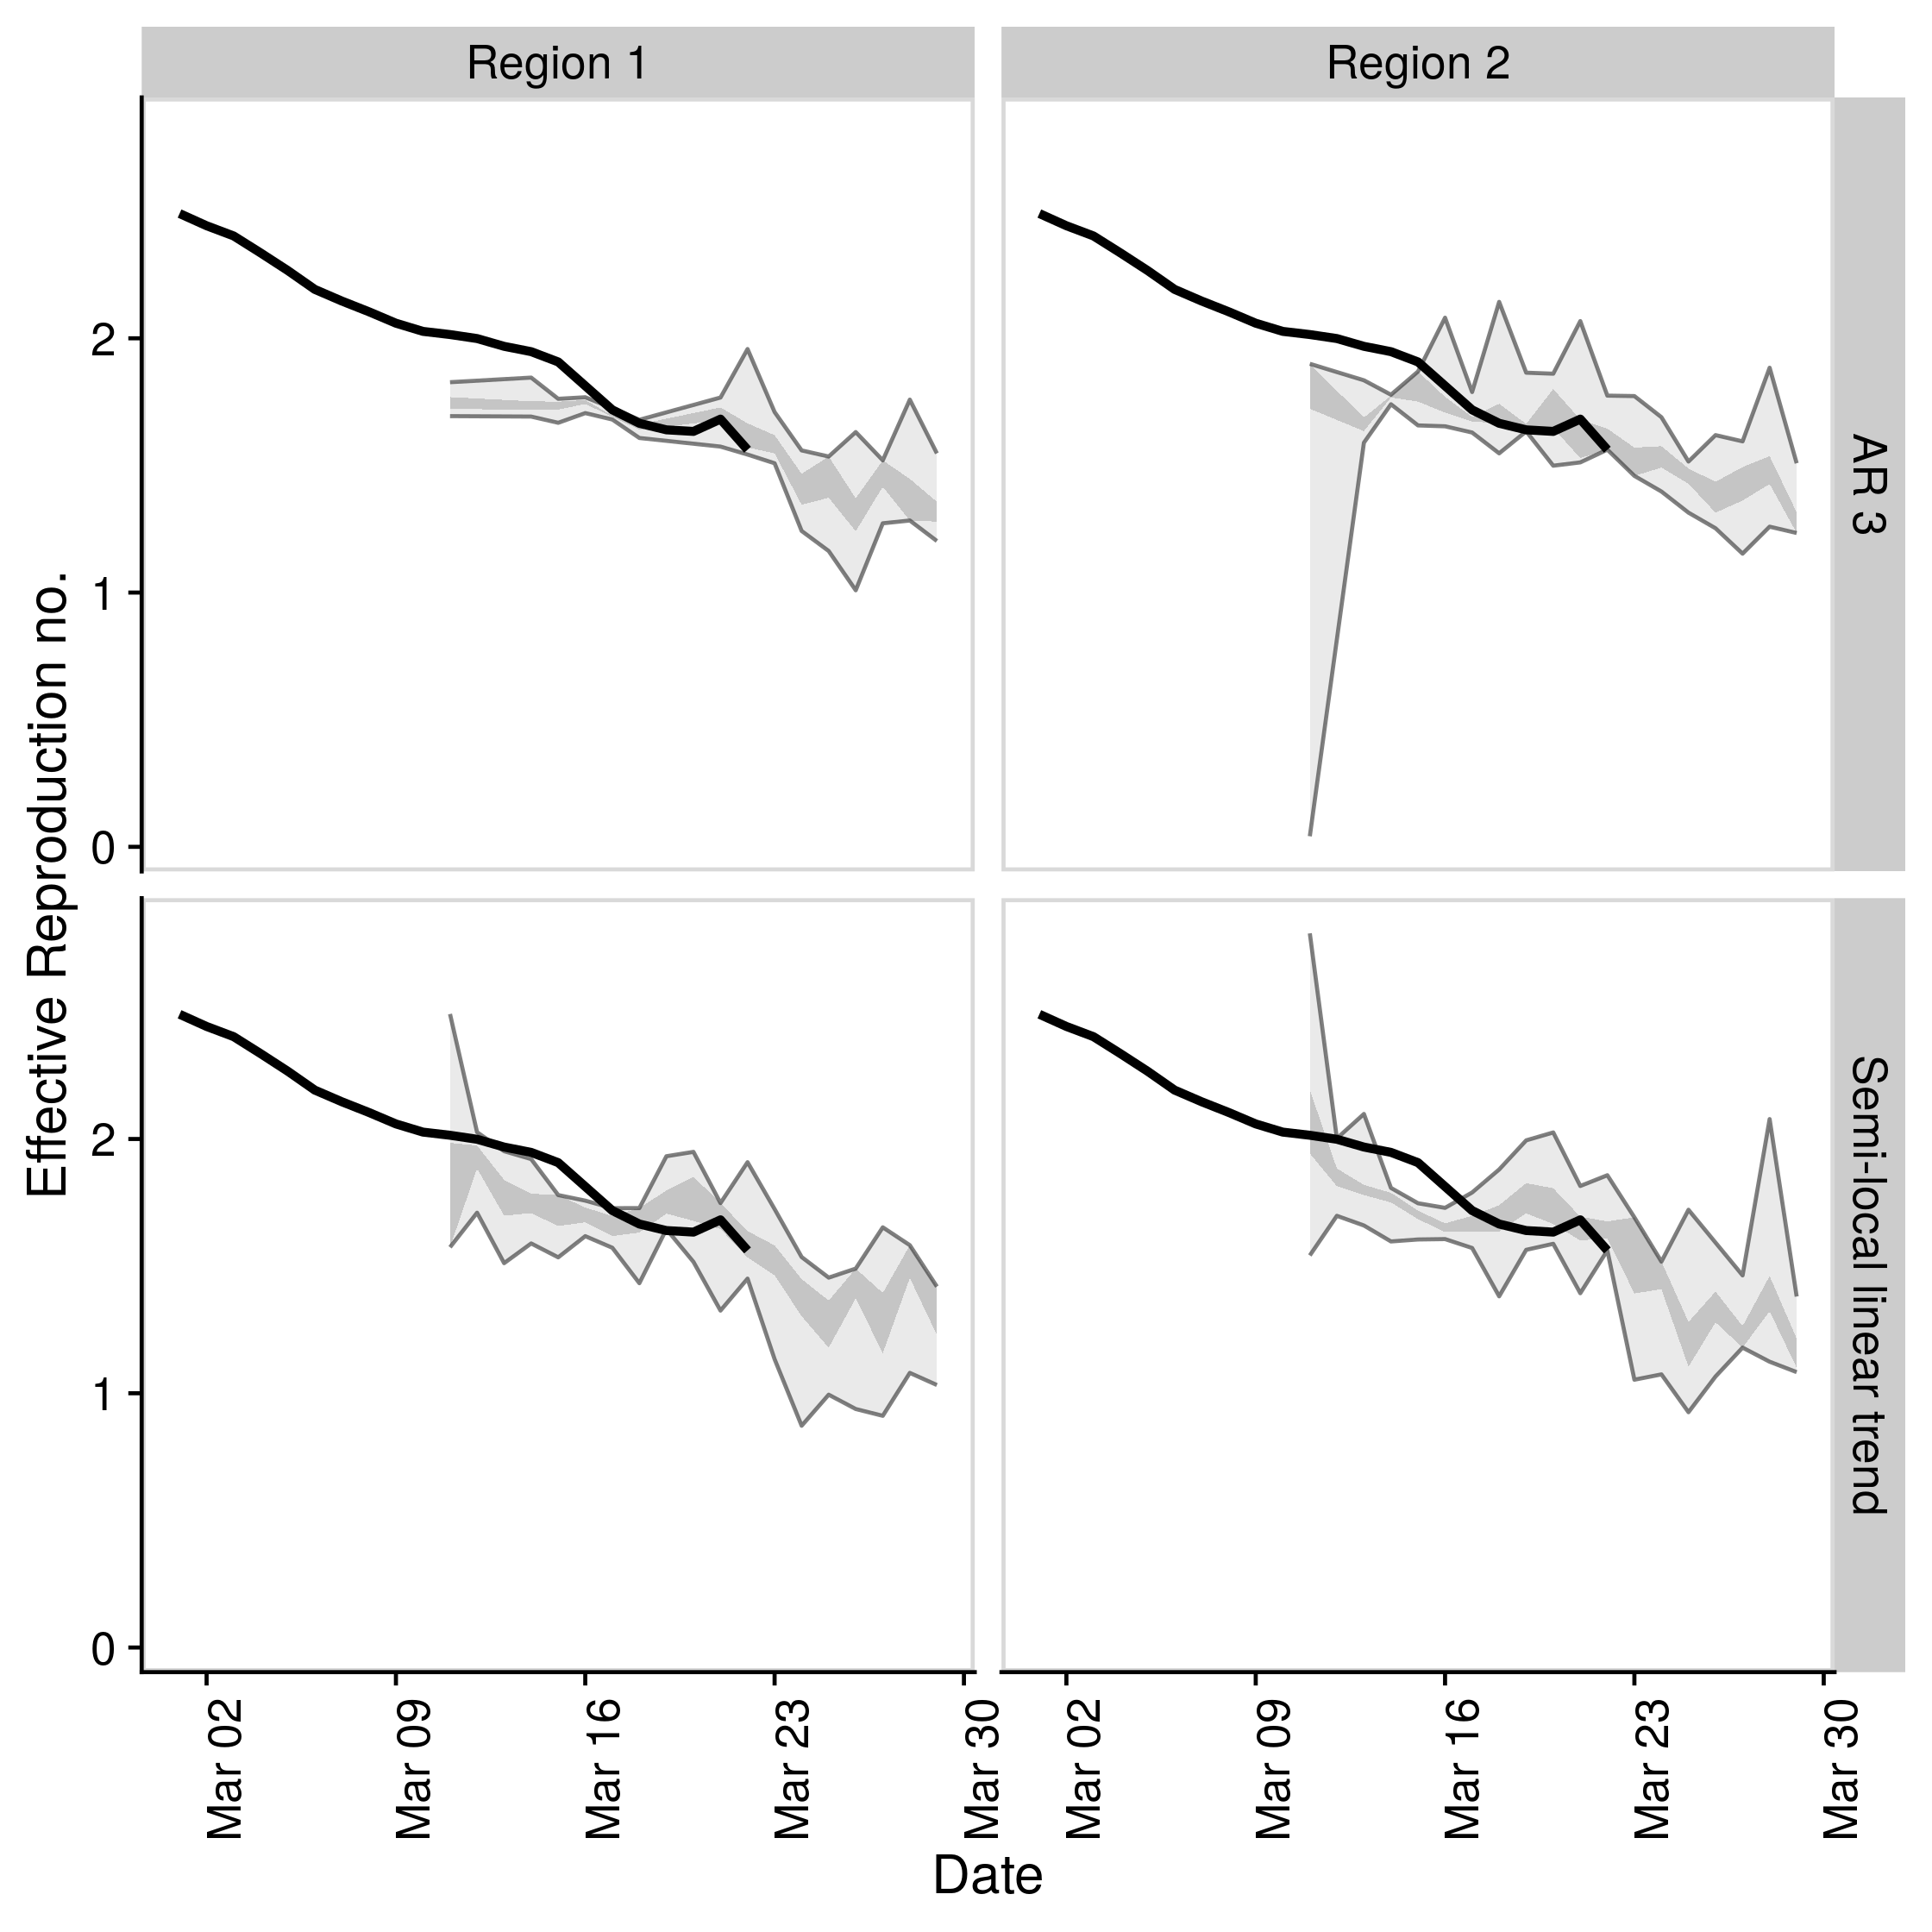 Region 1
Region 2
AR 3
Semi-local linear trend
Effective Reproduction no.
2
1
0
2
1
0
Mar 02
Mar 09
Mar 16
Mar 23
Mar 30
Mar 02
Mar 09
Mar 16
Mar 23
Mar 30
Date